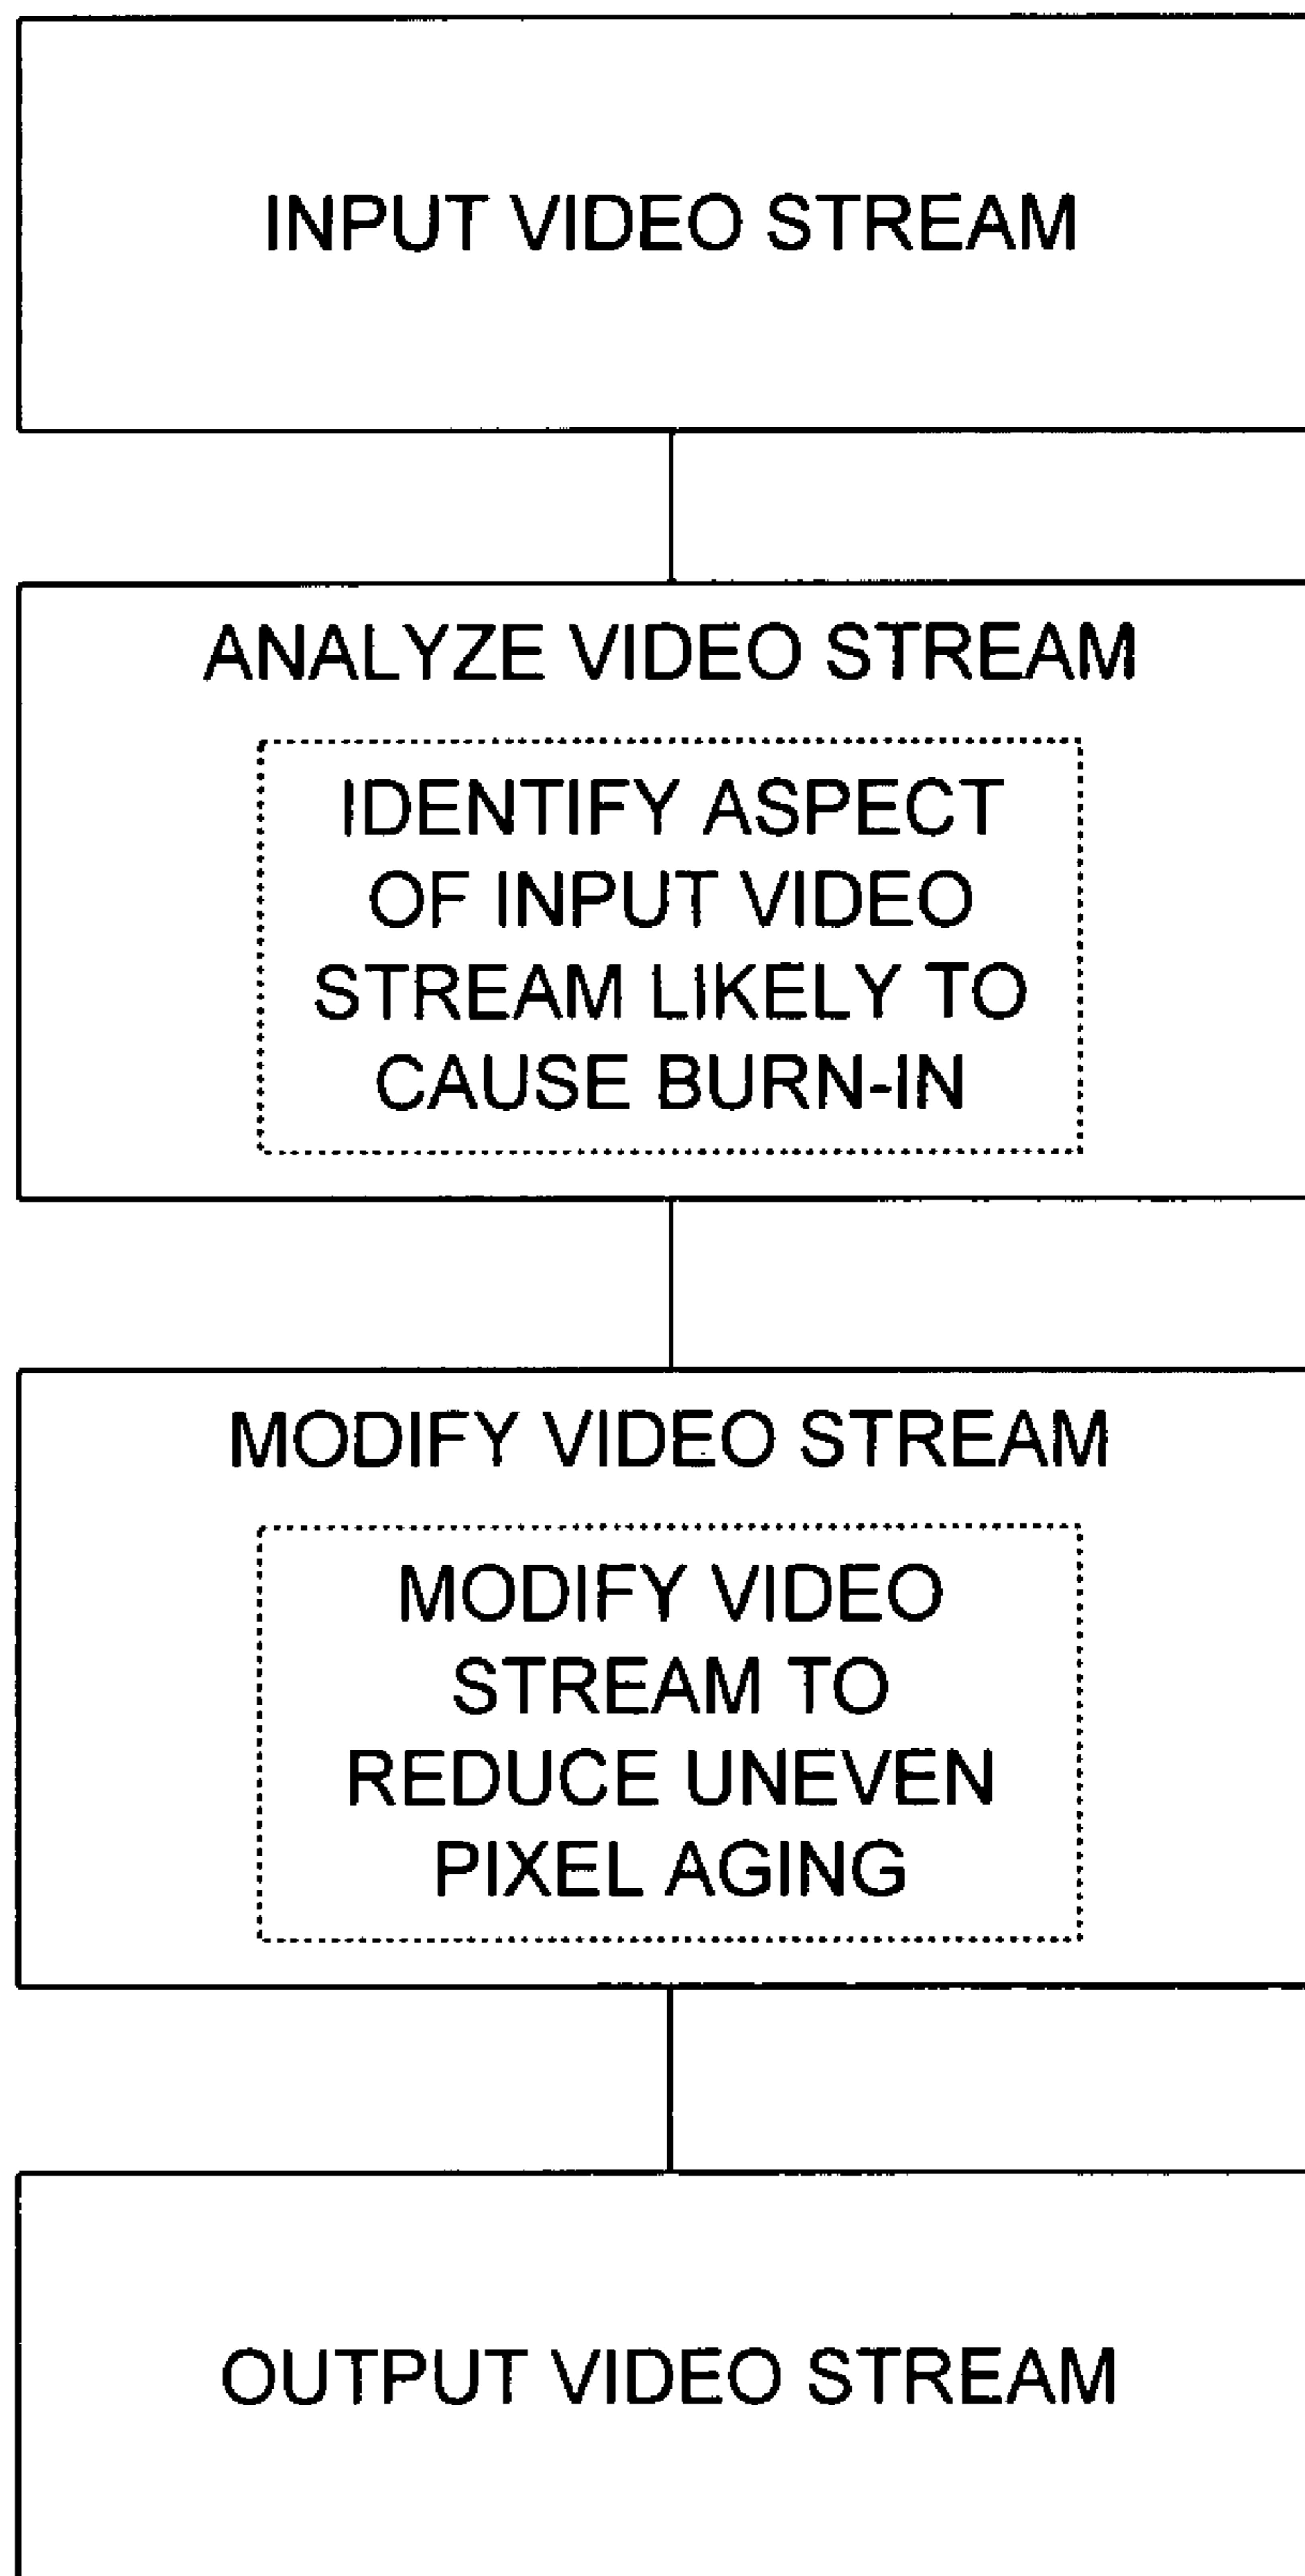 INPUT VIDEO STREAM
ANALYZE VIDEO STREAM
IDENTIFY ASPECT
OF INPUT VIDEO
STREAM LIKELY TO
CAUSE BURN-IN
MODIFY VIDEO STREAM
MODIFY VIDEO
STREAM TO
REDUCE UNEVEN
PIXEL AGING
OUTPUT VIDEO STREAM